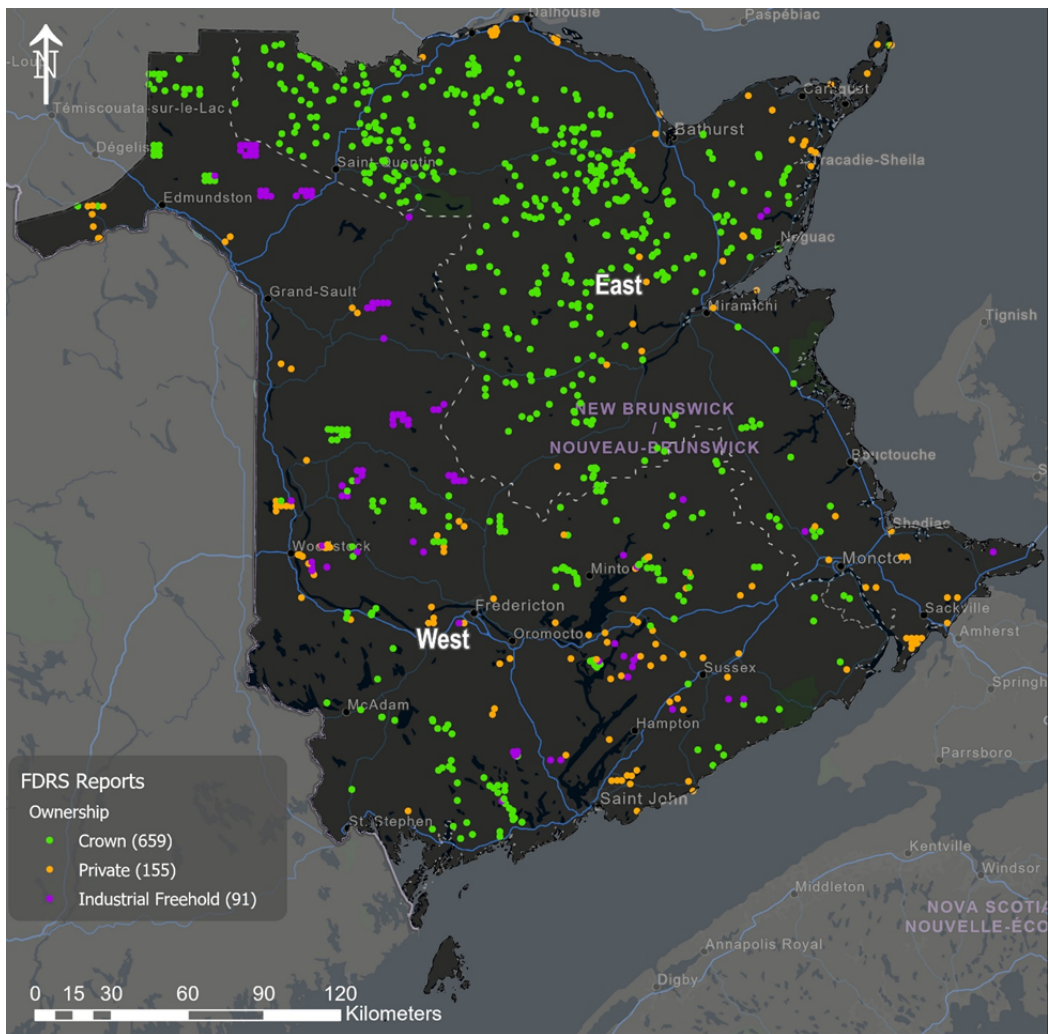 Dalhousie
Paspébiac
N
Témiscouata-sur-le-Lac
Caraquet
Bathurst
Dégelis
Saint-Quentin
Tracadie-Sheila
Edmundston
Neguac
East
Grand-Sault
Miramichi
Tignish
NEW BRUNSWICK
/
NOUVEAU-BRUNSWICK
Bouctouche
Shediac
Woodstock
Moncton
Minto
Fredericton
Sackville
West
Oromocto
Amherst
Sussex
Springh
McAdam
Hampton
Parrsboro
FDRS Reports
Ownership
Saint John
Crown (659)
St. Stephen
Private (155)
Kentville
Industrial Freehold (91)
Windsor
Middleton
NOVA SCOTIA
NOUVELLE-ÉCO
Annapolis Royal
Digby
0 15 30 60 90 120
Kilometers